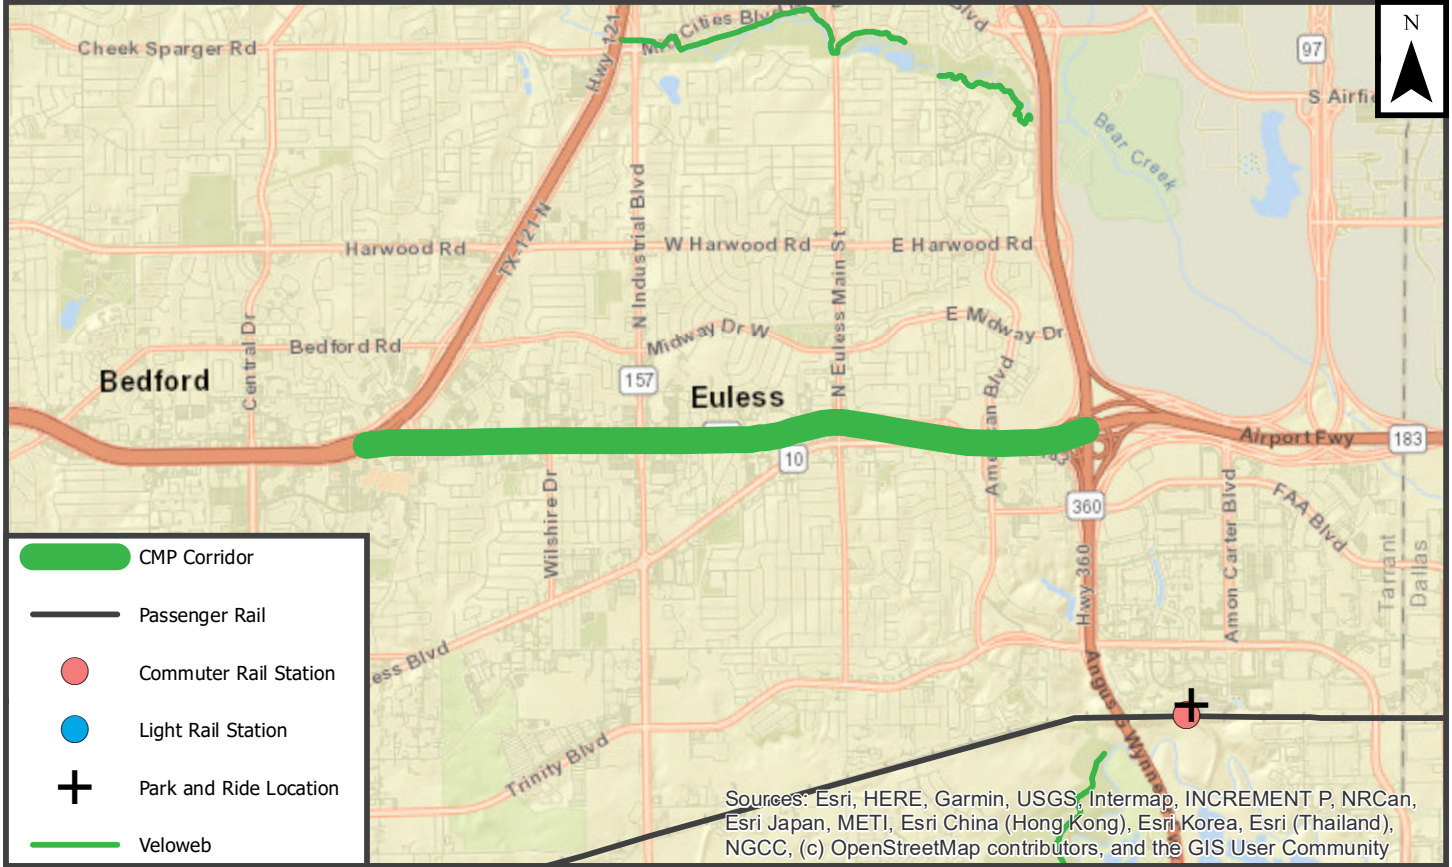 Cheek Sparger Rd
Hwy 121
Mid Cities Blvd
Blvd
97
N
S Airfie
Bear Creek
TX-121 N
N Industrial Blvd
Harwood Rd
W Harwood Rd
N Euless Main St
E Harwood Rd
Central Dr
Bedford Rd
Midway Dr W
E Midway Dr
Bedford
157
Euless
10
Airport Fwy
183
360
Wilshire Dr
Amon Carter Blvd
FAA Blvd
Hwy 360
Tarrant
Dallas
ess Blvd
Trinity Blvd
Angus G Wynne
CMP Corridor
Passenger Rail
Commuter Rail Station
Light Rail Station
Park and Ride Location
Veloweb
Sources: Esri, HERE, Garmin, USGS, Intermap, INCREMENT P, NRCan,
Esri Japan, METI, Esri China (Hong Kong), Esri Korea, Esri (Thailand),
NGCC, (c) OpenStreetMap contributors, and the GIS User Community